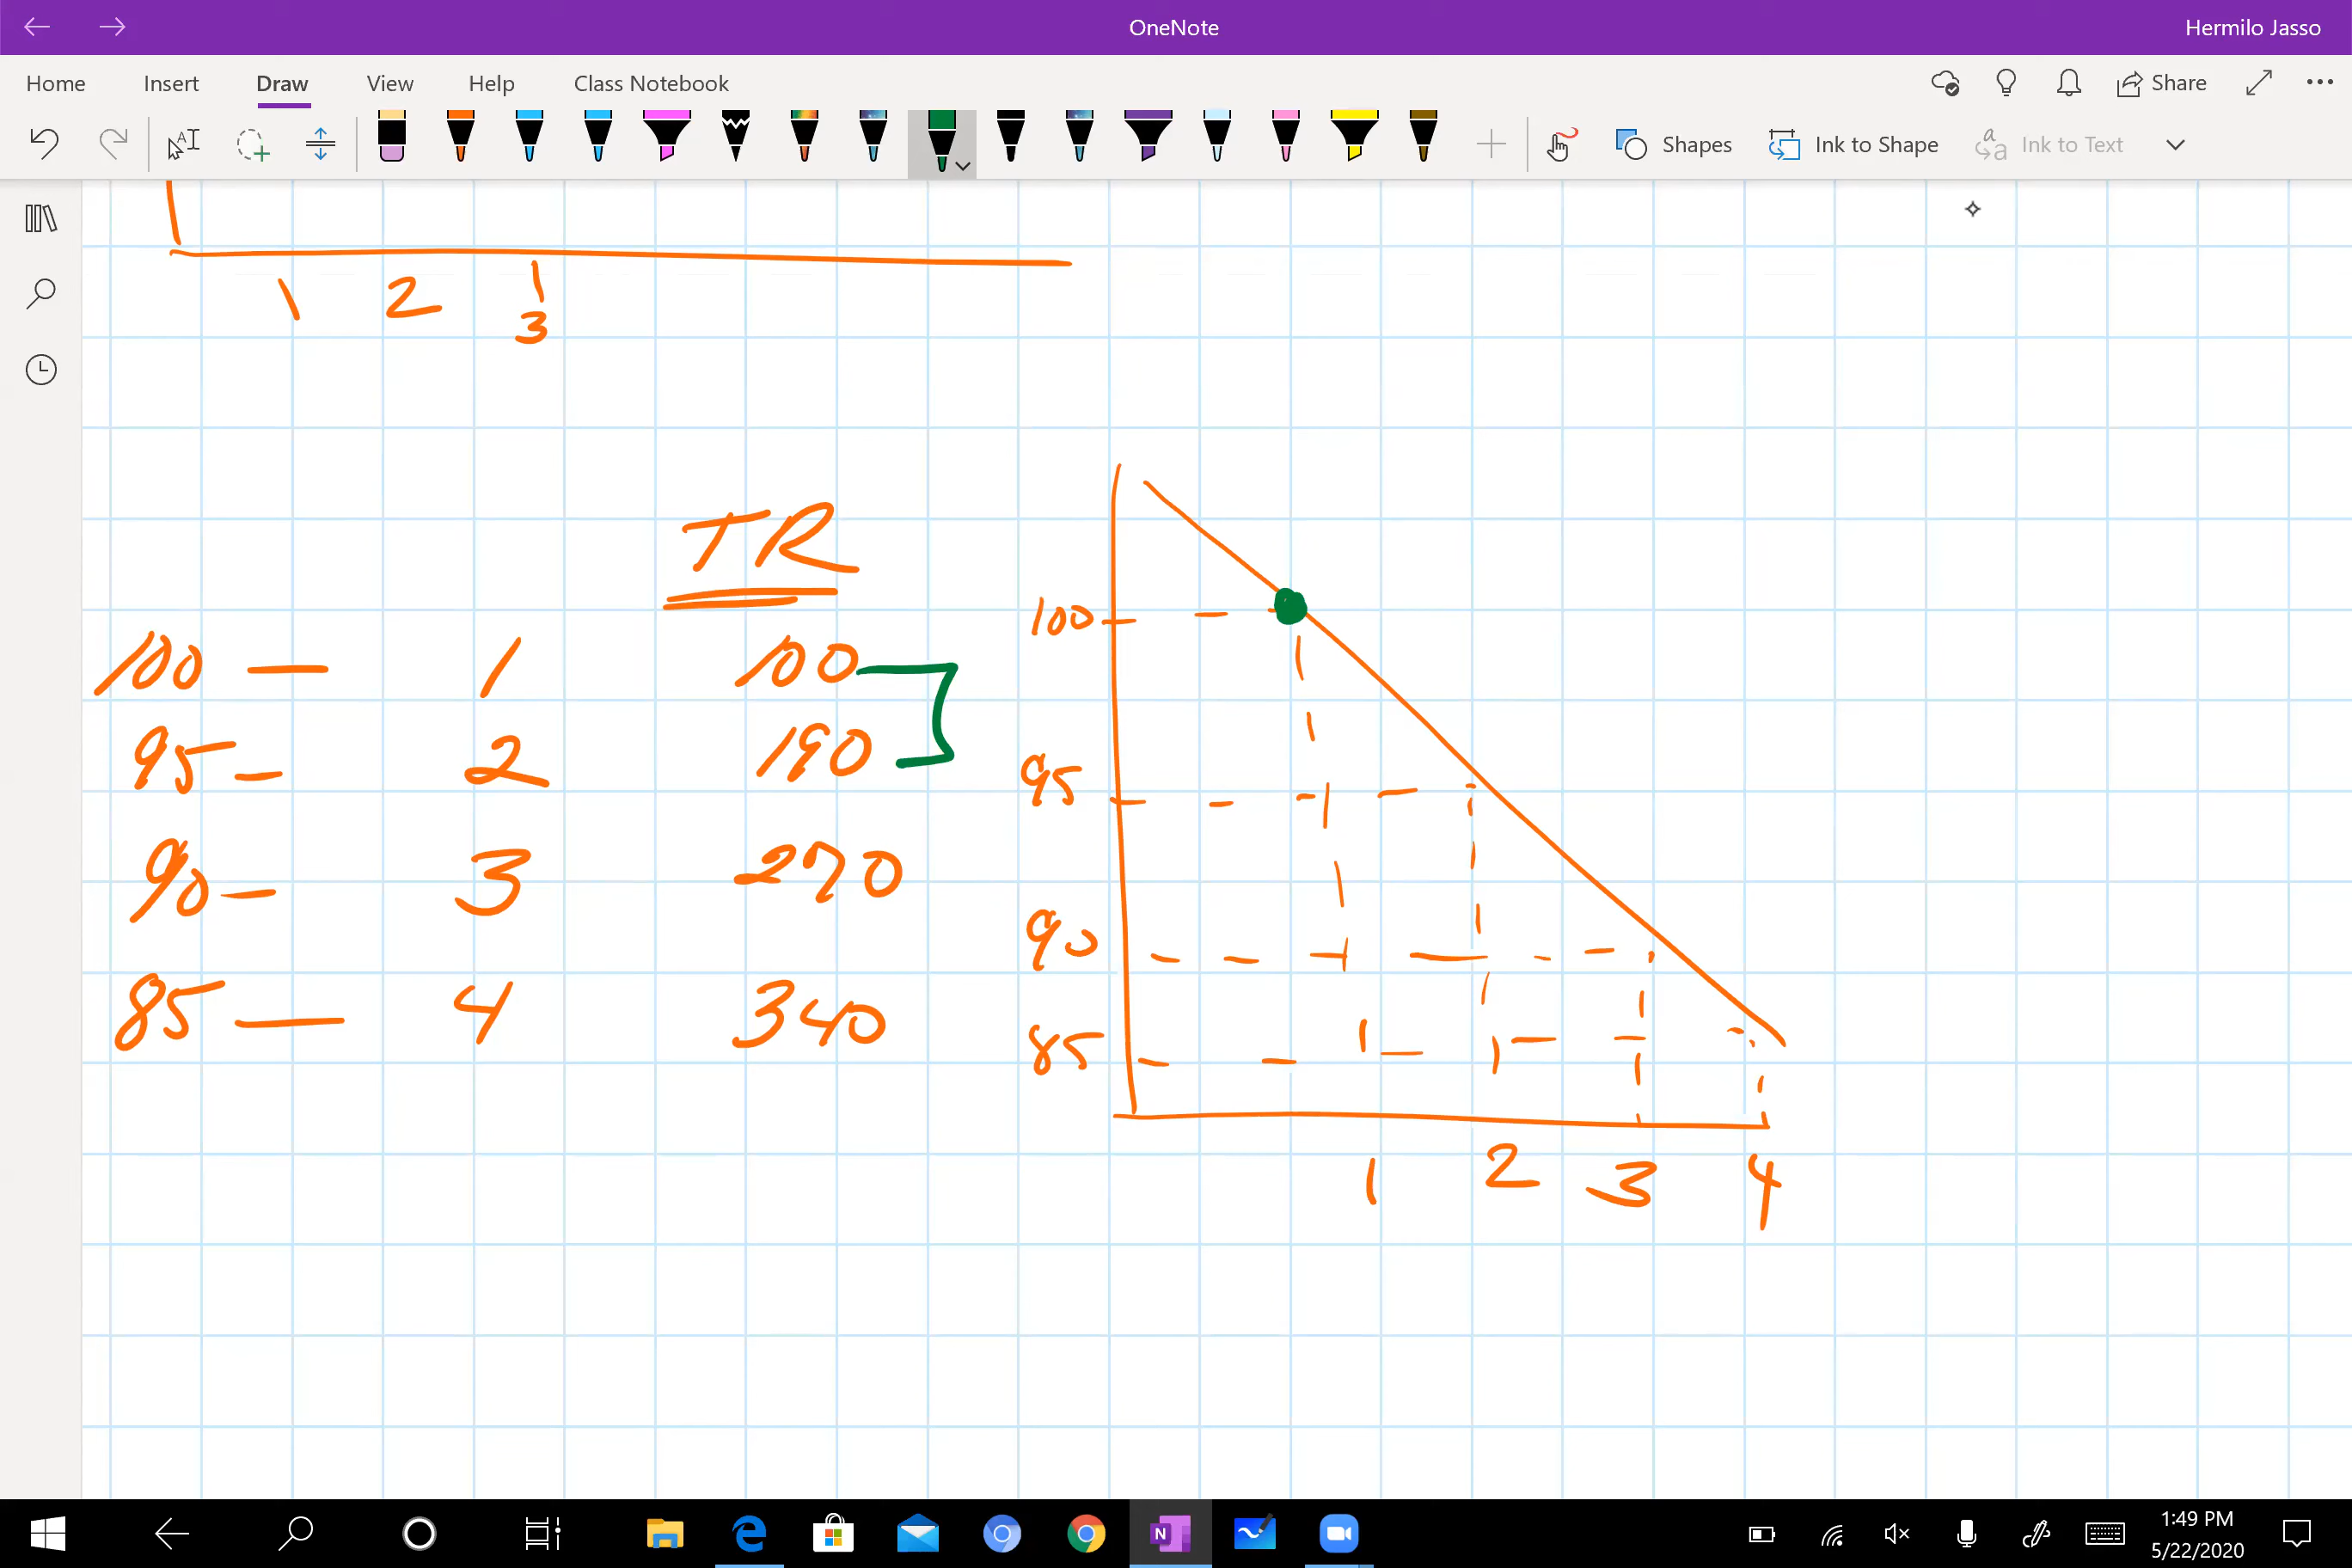 OneNote
Hermilo Jasso
Home Insert Draw View Help Class Notebook Share
Shapes Ink to Shape Ink to Text
1 2 3
TR
100 — 1 100
95 - 2 190
90 - 3 270
85 — 4 340
100
95
90
85
1 2 3 4
1:49 PM
5/22/2020